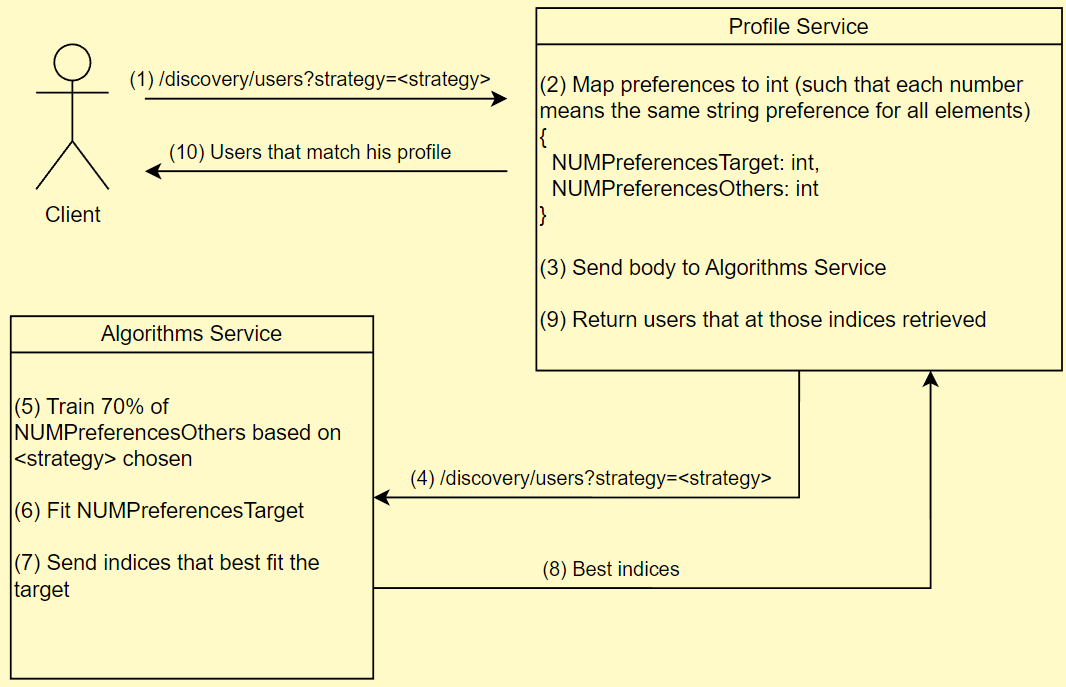 Profile Service
(1) /discovery/users?strategy=<strategy>
(2) Map preferences to int (such that each number
means the same string preference for all elements)
{
NUMPreferencesTarget: int,
NUMPreferencesOthers: int
}
(10) Users that match his profile
Client
(3) Send body to Algorithms Service
(9) Return users that at those indices retrieved
Algorithms Service
(5) Train 70% of
NUMPreferencesOthers based on
<strategy> chosen
(6) Fit NUMPreferencesTarget
(7) Send indices that best fit the
target
(4) /discovery/users?strategy=<strategy>
(8) Best indices